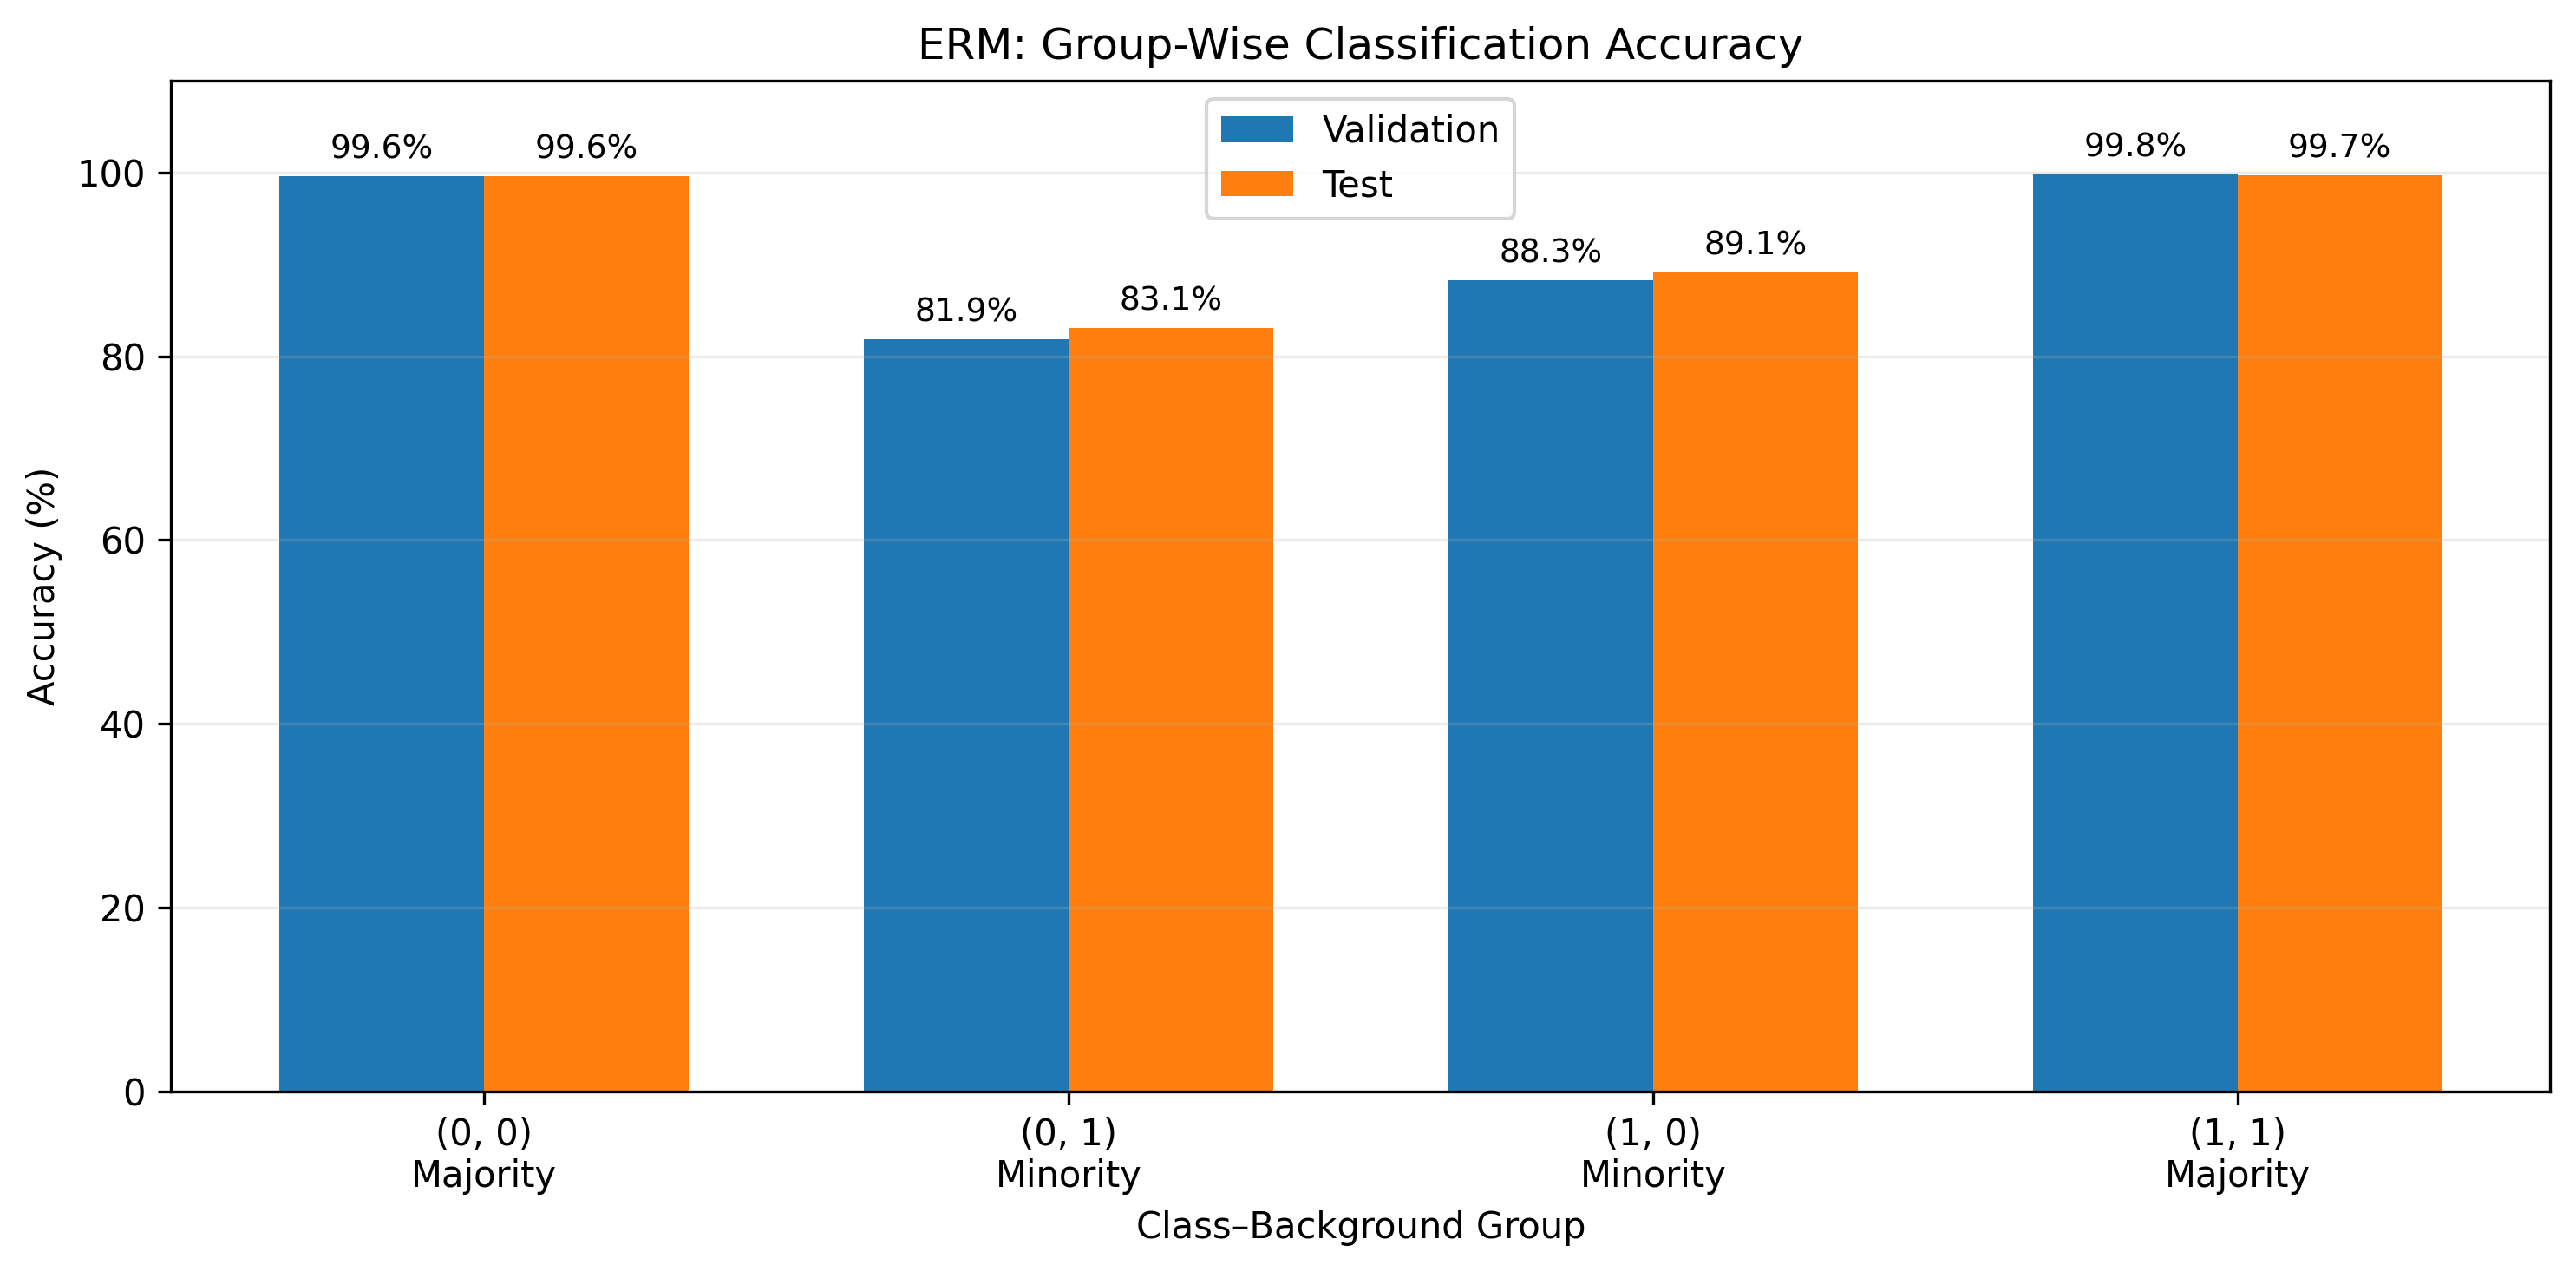 ERM: Group-Wise Classification Accuracy
Validation
Test
99.6%
99.6%
81.9%
83.1%
88.3%
89.1%
99.8%
99.7%
Accuracy (%)
100
80
60
40
20
0
(0, 0)
Majority
(0, 1)
Minority
(1, 0)
Minority
(1, 1)
Majority
Class–Background Group